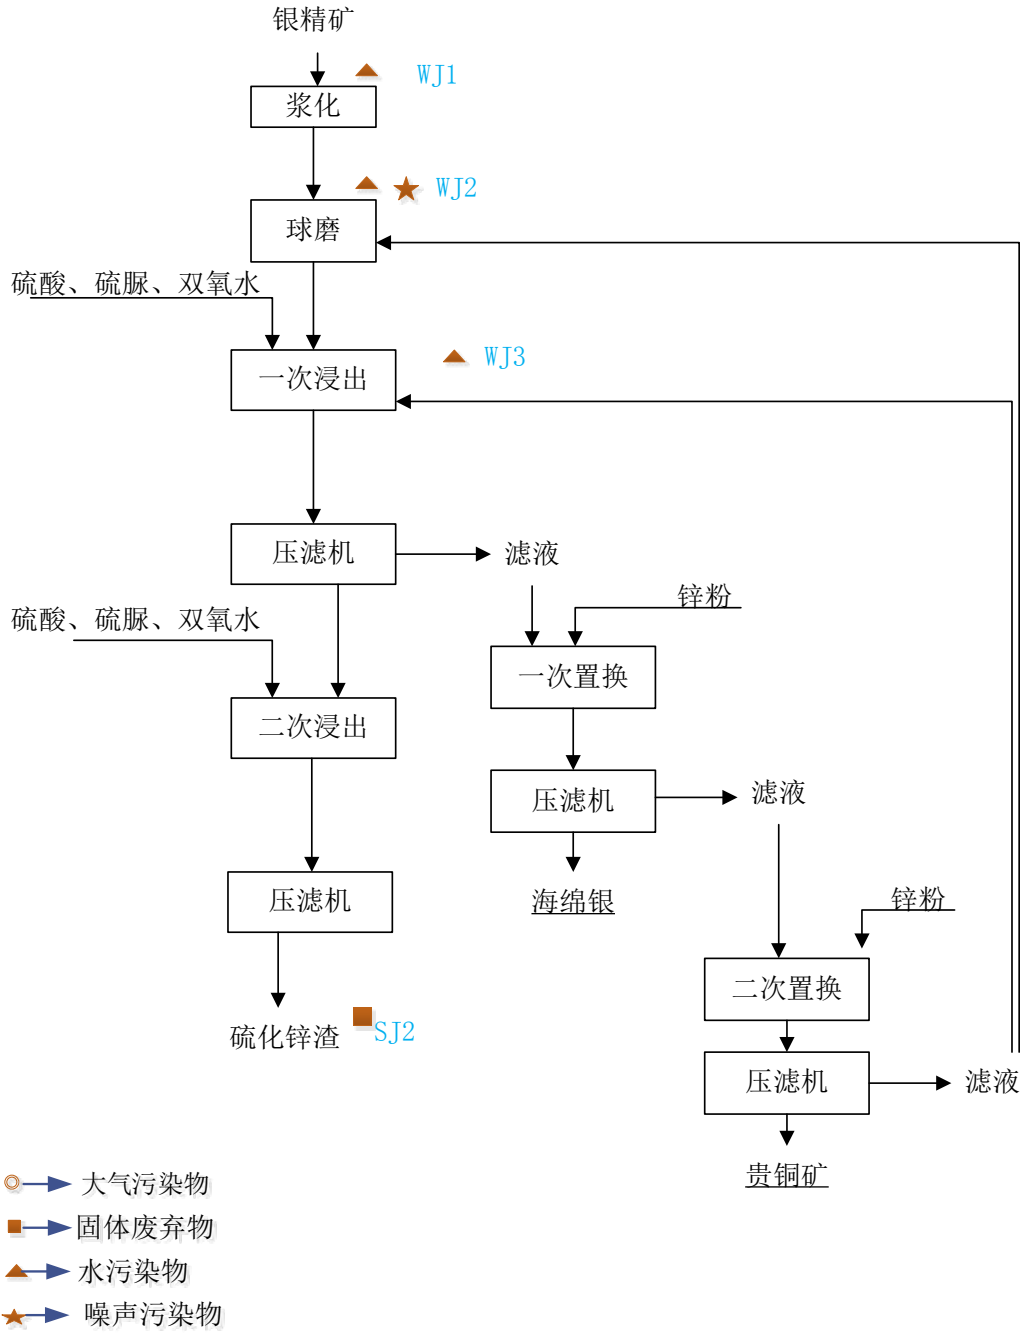 银精矿
WJ1
浆化
WJ2
球磨
硫酸、硫脲、双氧水
WJ3
一次浸出
压滤机
滤液
锌粉
硫酸、硫脲、双氧水
一次置换
二次浸出
压滤机
滤液
压滤机
海绵银
锌粉
二次置换
硫化锌渣
SJ2
压滤机
滤液
贵铜矿
大气污染物
固体废弃物
水污染物
噪声污染物